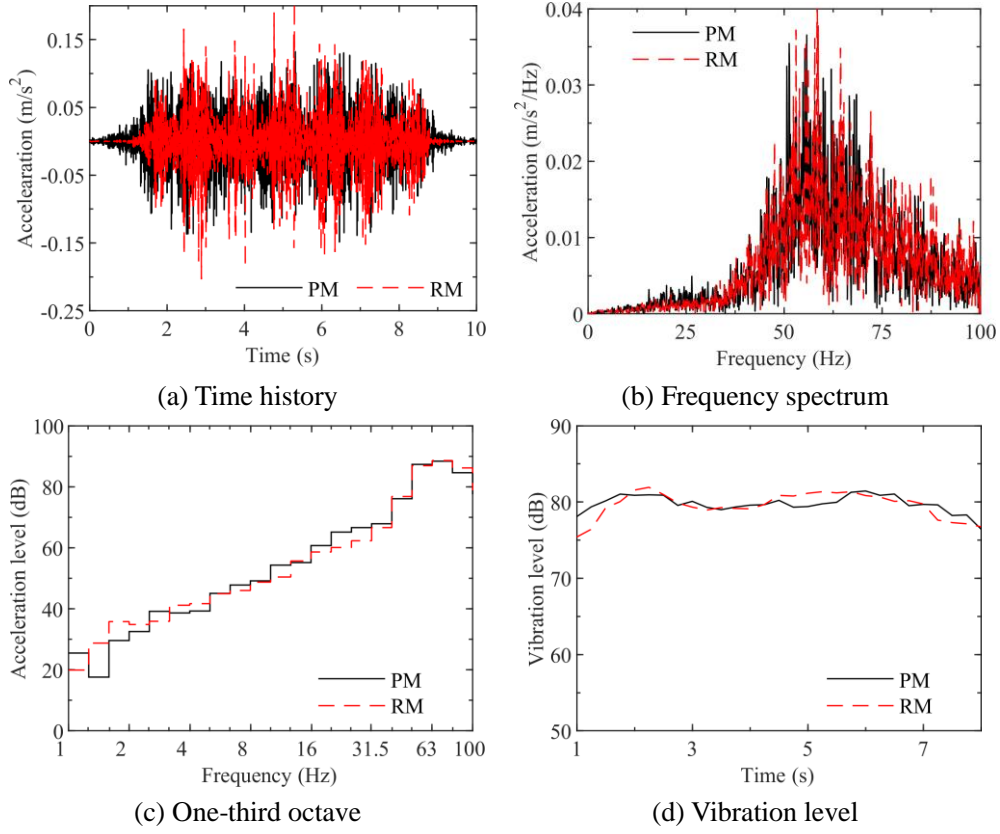 Accelearation (m/s²)
0.15
0.05
-0.05
-0.15
-0.25
0 2 4 6 8 10
PM RM
Time (s)
(a) Time history
Acceleration (m/s²/Hz)
0.04
0.03
0.02
0.01
0
0 25 50 75 100
PM
RM
Frequency (Hz)
(b) Frequency spectrum
Acceleration level (dB)
100
80
60
40
20
0
1 2 4 8 16 31.5 63 100
PM
RM
Frequency (Hz)
(c) One-third octave
Vibration level (dB)
90
80
70
60
50
1 3 5 7
PM
RM
Time (s)
(d) Vibration level